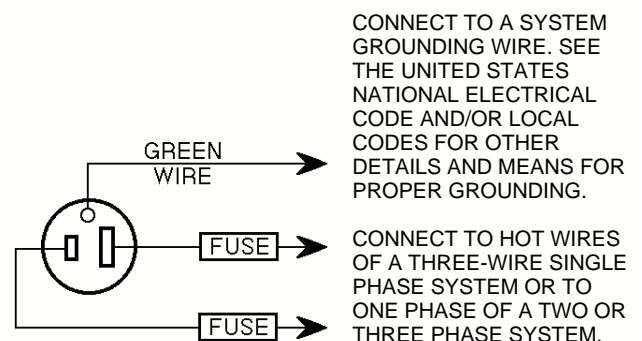 CONNECT TO A SYSTEM
GROUNDING WIRE. SEE
THE UNITED STATES
NATIONAL ELECTRICAL
CODE AND/OR LOCAL
CODES FOR OTHER
DETAILS AND MEANS FOR
PROPER GROUNDING.
GREEN
WIRE
FUSE
CONNECT TO HOT WIRES
OF A THREE-WIRE SINGLE
PHASE SYSTEM OR TO
ONE PHASE OF A TWO OR
THREE PHASE SYSTEM.
FUSE